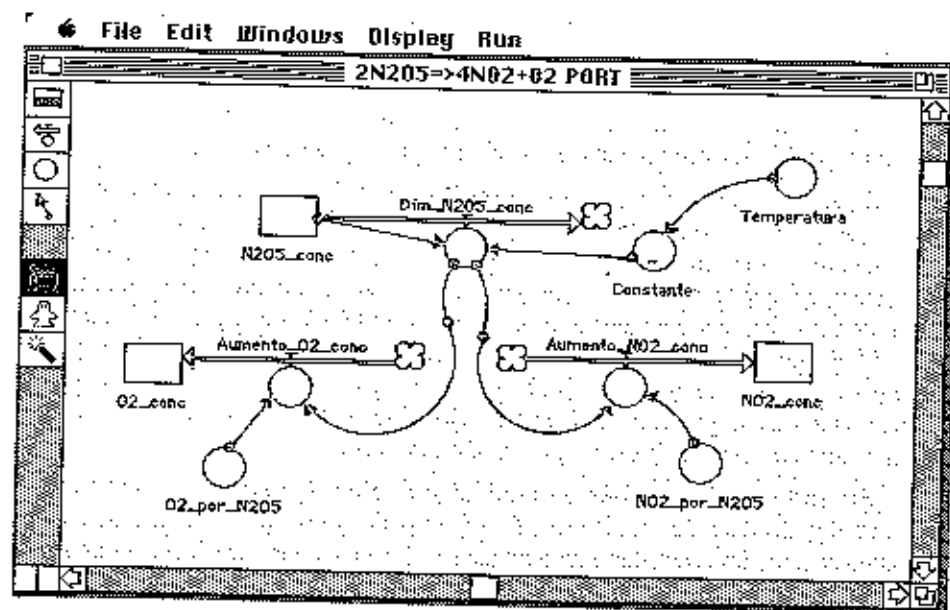 File Edit Windows Display Run
2N2O5=>4NO2+O2 PORT
Dim_N2O5_conc
Temperatura
N2O5_conc
Constante
Aumento_O2_conc
Aumento_NO2_conc
O2_conc
NO2_conc
O2_por_N2O5
NO2_por_N2O5